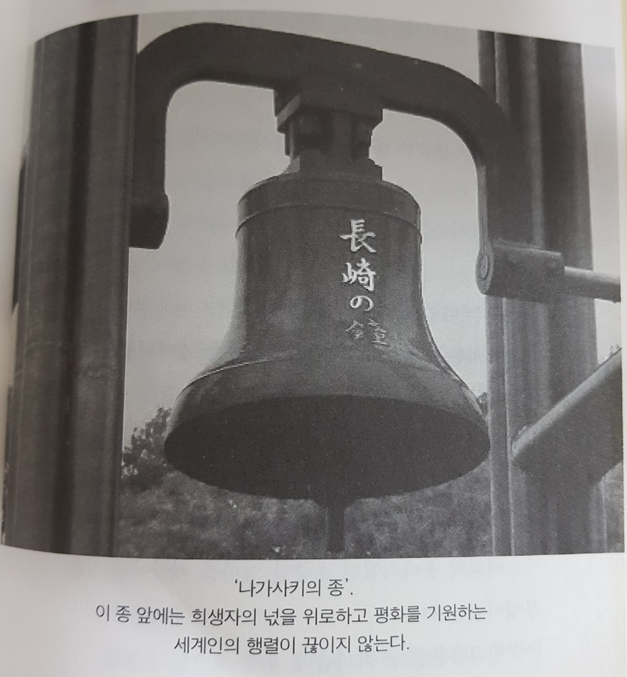 長崎の鐘
'나가사키의 종'.
이 종 앞에는 희생자의 넋을 위로하고 평화를 기원하는
세계인의 행렬이 끊이지 않는다.